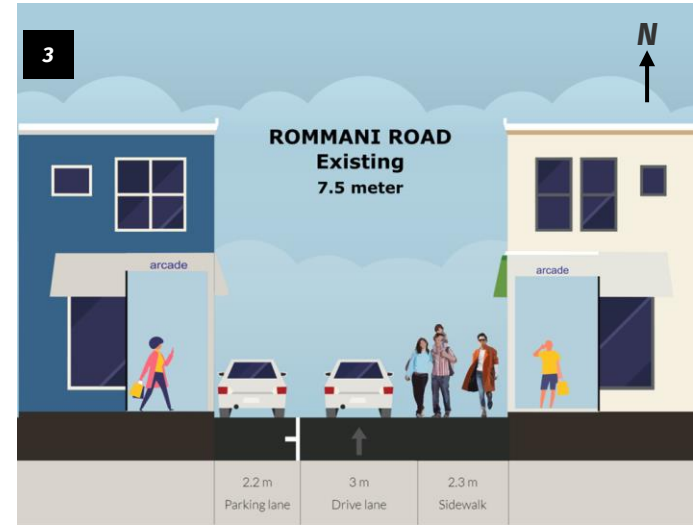 3
N
ROMMANI ROAD
Existing
7.5 meter
arcade
arcade
2.2 m
3 m
2.3 m
Parking lane
Drive lane
Sidewalk